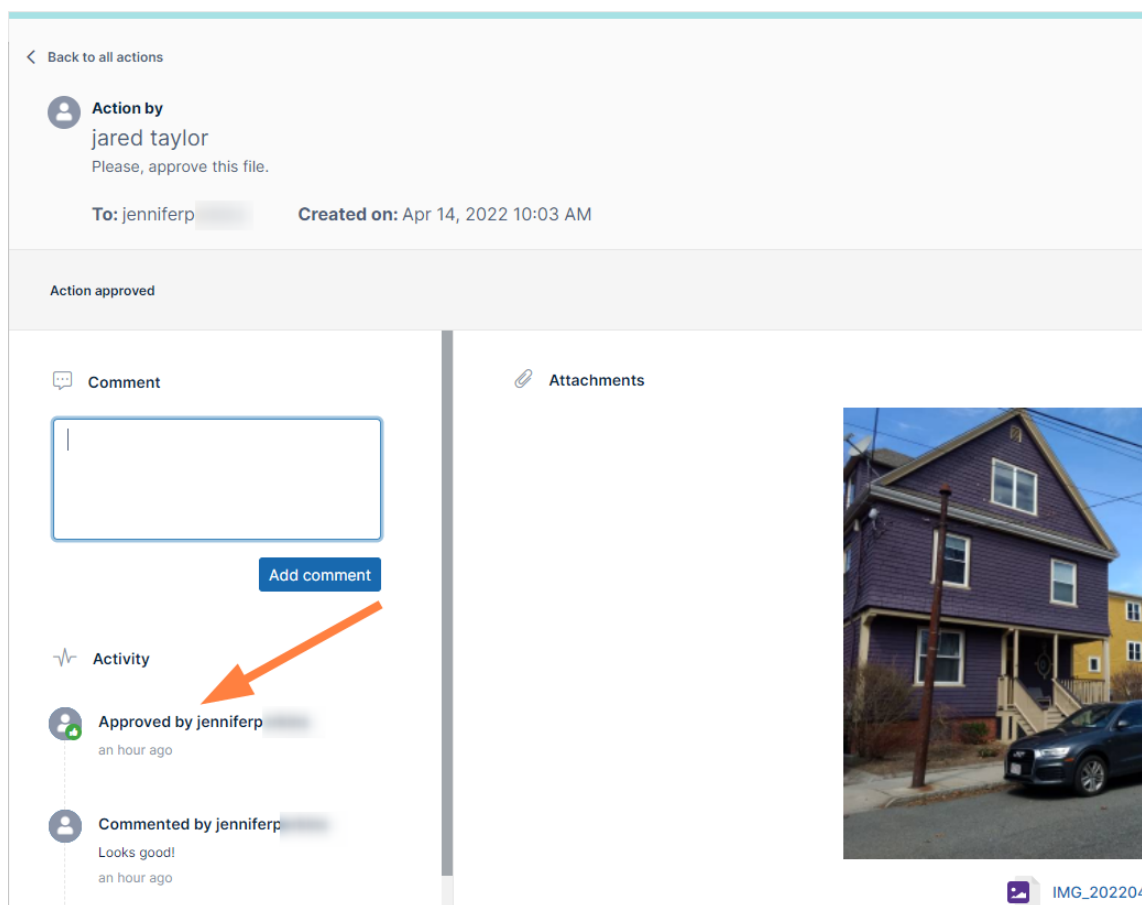 Back to all actions
Action by
jared taylor
Please, approve this file.
To: jenniferp
Created on: Apr 14, 2022 10:03 AM
Action approved
Comment
Attachments
Add comment
Activity
Approved by jenniferp
an hour ago
Commented by jenniferp
Looks good!
an hour ago
IMG_202204